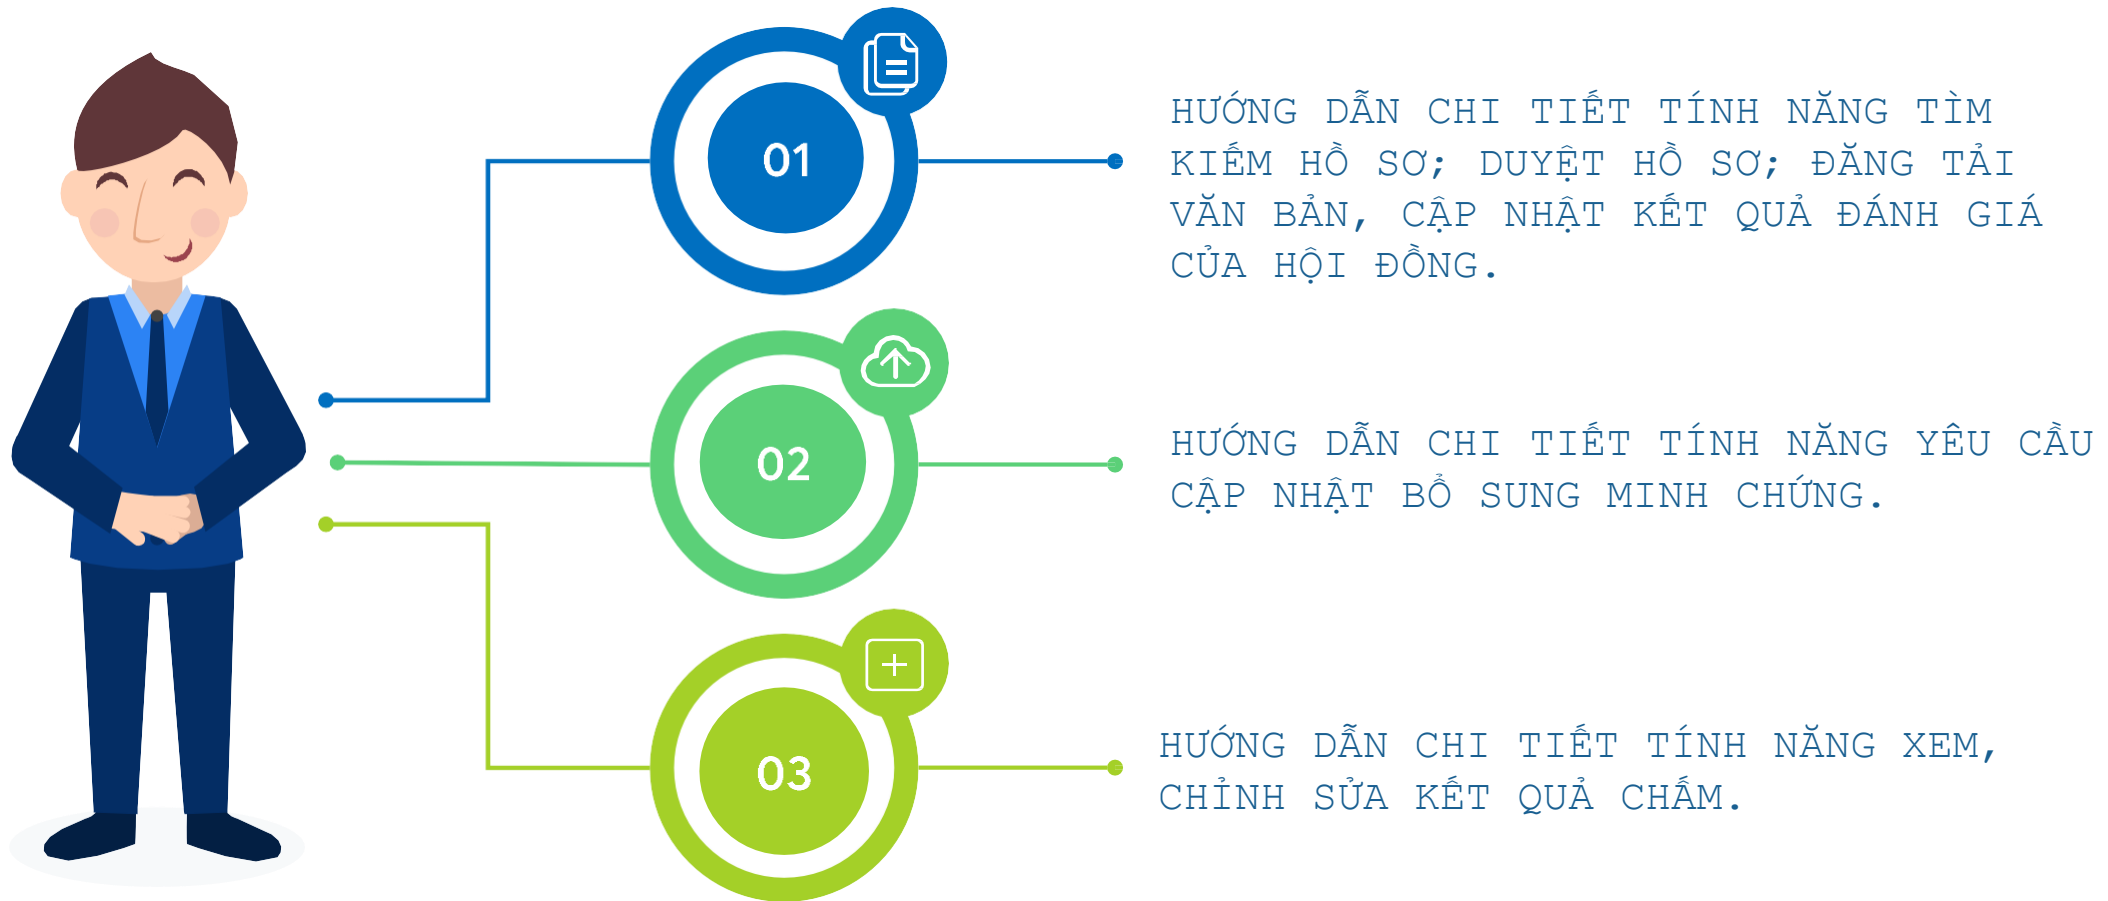 01
HƯỚNG DẪN CHI TIẾT TÍNH NĂNG TÌM
KIẾM HỒ SƠ; DUYỆT HỒ SƠ; ĐĂNG TẢI
VĂN BẢN, CẬP NHẬT KẾT QUẢ ĐÁNH GIÁ
CỦA HỘI ĐỒNG.
02
HƯỚNG DẪN CHI TIẾT TÍNH NĂNG YÊU CẦU
CẬP NHẬT BỔ SUNG MINH CHỨNG.
03
HƯỚNG DẪN CHI TIẾT TÍNH NĂNG XEM,
CHỈNH SỬA KẾT QUẢ CHẤM.